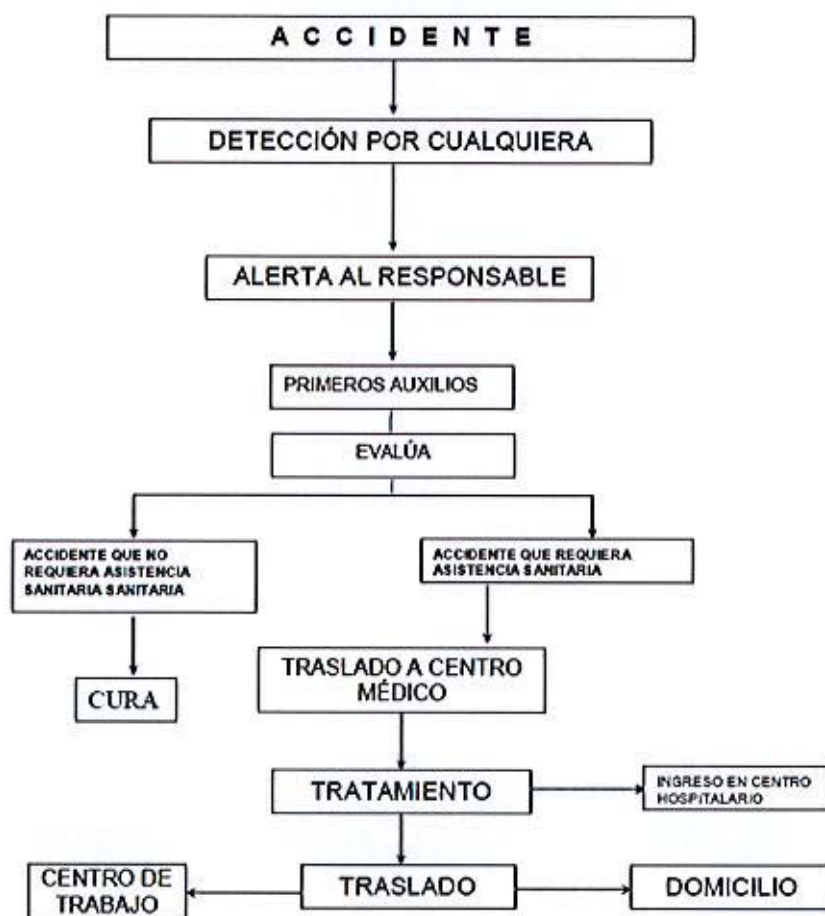 A C C I D E N T E
DETECCIÓN POR CUALQUIERA
ALERTA AL RESPONSABLE
PRIMEROS AUXILIOS
EVALÚA
ACCIDENTE QUE NO
REQUIERA ASISTENCIA
SANITARIA SANITARIA
ACCIDENTE QUE REQUIERA
ASISTENCIA SANITARIA
CURA
TRASLADO A CENTRO
MÉDICO
TRATAMIENTO
INGRESO EN CENTRO
HOSPITALARIO
CENTRO DE
TRABAJO
TRASLADO
DOMICILIO